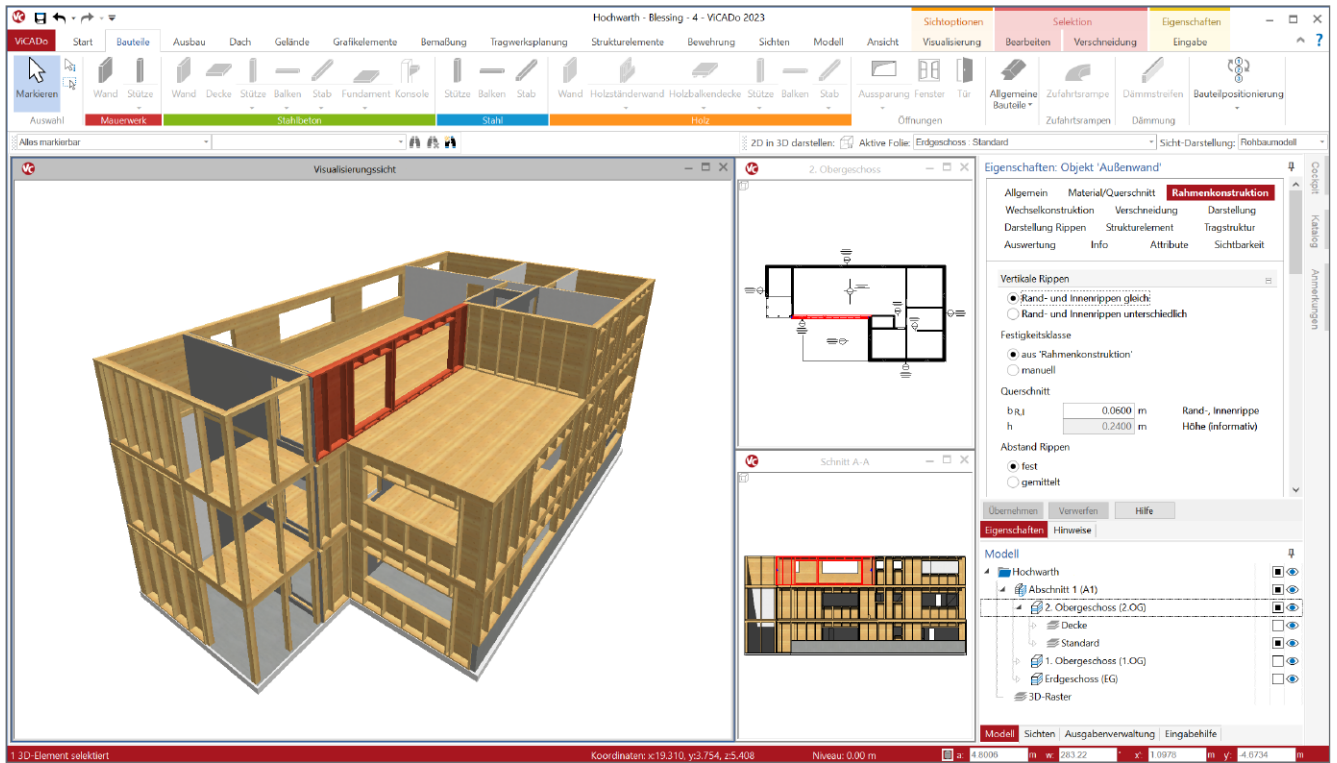 Hochwarth - Blessing - 4 - ViCADo 2023
Sichtoptionen Selektion Eigenschaften
ViCADo Start Bauteile Ausbau Dach Gelände Grafikelemente Bemaßung Tragwerksplanung Strukturelemente Bewehrung Sichten Modell Ansicht Visualisierung Bearbeiten Verschneidung Eingabe
Markieren Wand Stütze Wand Decke Stütze Balken Stab Fundament Konsole Stütze Balken Stab Wand Holzständerwand Holzbalkendecke Stütze Balken Stab Aussparung Fenster Tür Allgemeine Bauteile Zufahrtsrampe Dämmstreifen Bauteilpositionierung
Auswahl Mauerwerk Stahlbeton Stahl Holz Öffnungen Zufahrtsrampen Dämmung
Alles markierbar 2D in 3D darstellen: Aktive Folie: Erdgeschoss : Standard Sicht-Darstellung: Rohbaumodell
Visualisierungssicht
2. Obergeschoss
Schnitt A-A
Eigenschaften: Objekt 'Außenwand'
Allgemein Material/Querschnitt Rahmenkonstruktion
Wechselkonstruktion Verschneidung Darstellung
Darstellung Rippen Strukturelement Tragstruktur
Auswertung Info Attribute Sichtbarkeit
Vertikale Rippen
Rand- und Innenrippen gleich
Rand- und Innenrippen unterschiedlich
Festigkeitsklasse
aus 'Rahmenkonstruktion'
manuell
Querschnitt
b R,I 0.0600 m Rand-, Innenrippe
h 0.2400 m Höhe (informativ)
Abstand Rippen
fest
gemittelt
Übernehmen Verwerfen Hilfe
Eigenschaften Hinweise
Modell
Hochwarth
Abschnitt 1 (A1)
2. Obergeschoss (2.OG)
Decke
Standard
1. Obergeschoss (1.OG)
Erdgeschoss (EG)
3D-Raster
Modell Sichten Ausgabenverwaltung Eingabehilfe
Cockpit
Katalog
Anmerkungen
1 3D-Element selektiert Koordinaten: x:19.310, y:3.754, z:5.408 Niveau: 0.00 m a: 4.8006 m w: 283.22 ° x': 1.0978 m y': -4.6734 m